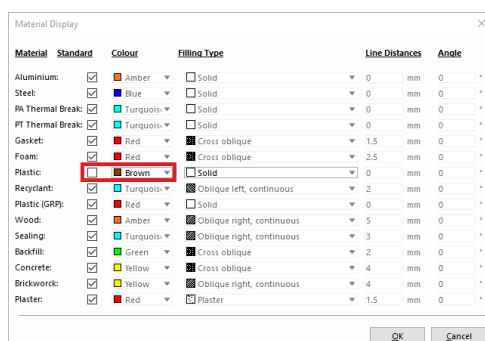 Material Display
Material Standard Colour Filling Type Line Distances Angle
Aluminium: Amber Solid 0 mm 0 °
Steel: Blue Solid 0 mm 0 °
PA Thermal Break: Turquois Solid 0 mm 0 °
PT Thermal Break: Turquois Solid 0 mm 0 °
Gasket: Red Cross oblique 1.5 mm 0 °
Foam: Red Cross oblique 2.5 mm 0 °
Plastic: Brown Solid 0 mm 0 °
Recyclant: Turquois Oblique left, continuous 2 mm 0 °
Plastic (GRP): Red Solid 0 mm 0 °
Wood: Amber Oblique right, continuous 5 mm 0 °
Sealing: Turquois Oblique right, continuous 3 mm 0 °
Backfill: Green Cross oblique 2 mm 0 °
Concrete: Yellow Cross oblique 4 mm 0 °
Brickworck: Yellow Oblique right, continuous 4 mm 0 °
Plaster: Red Plaster 1.5 mm 0 °
OK Cancel